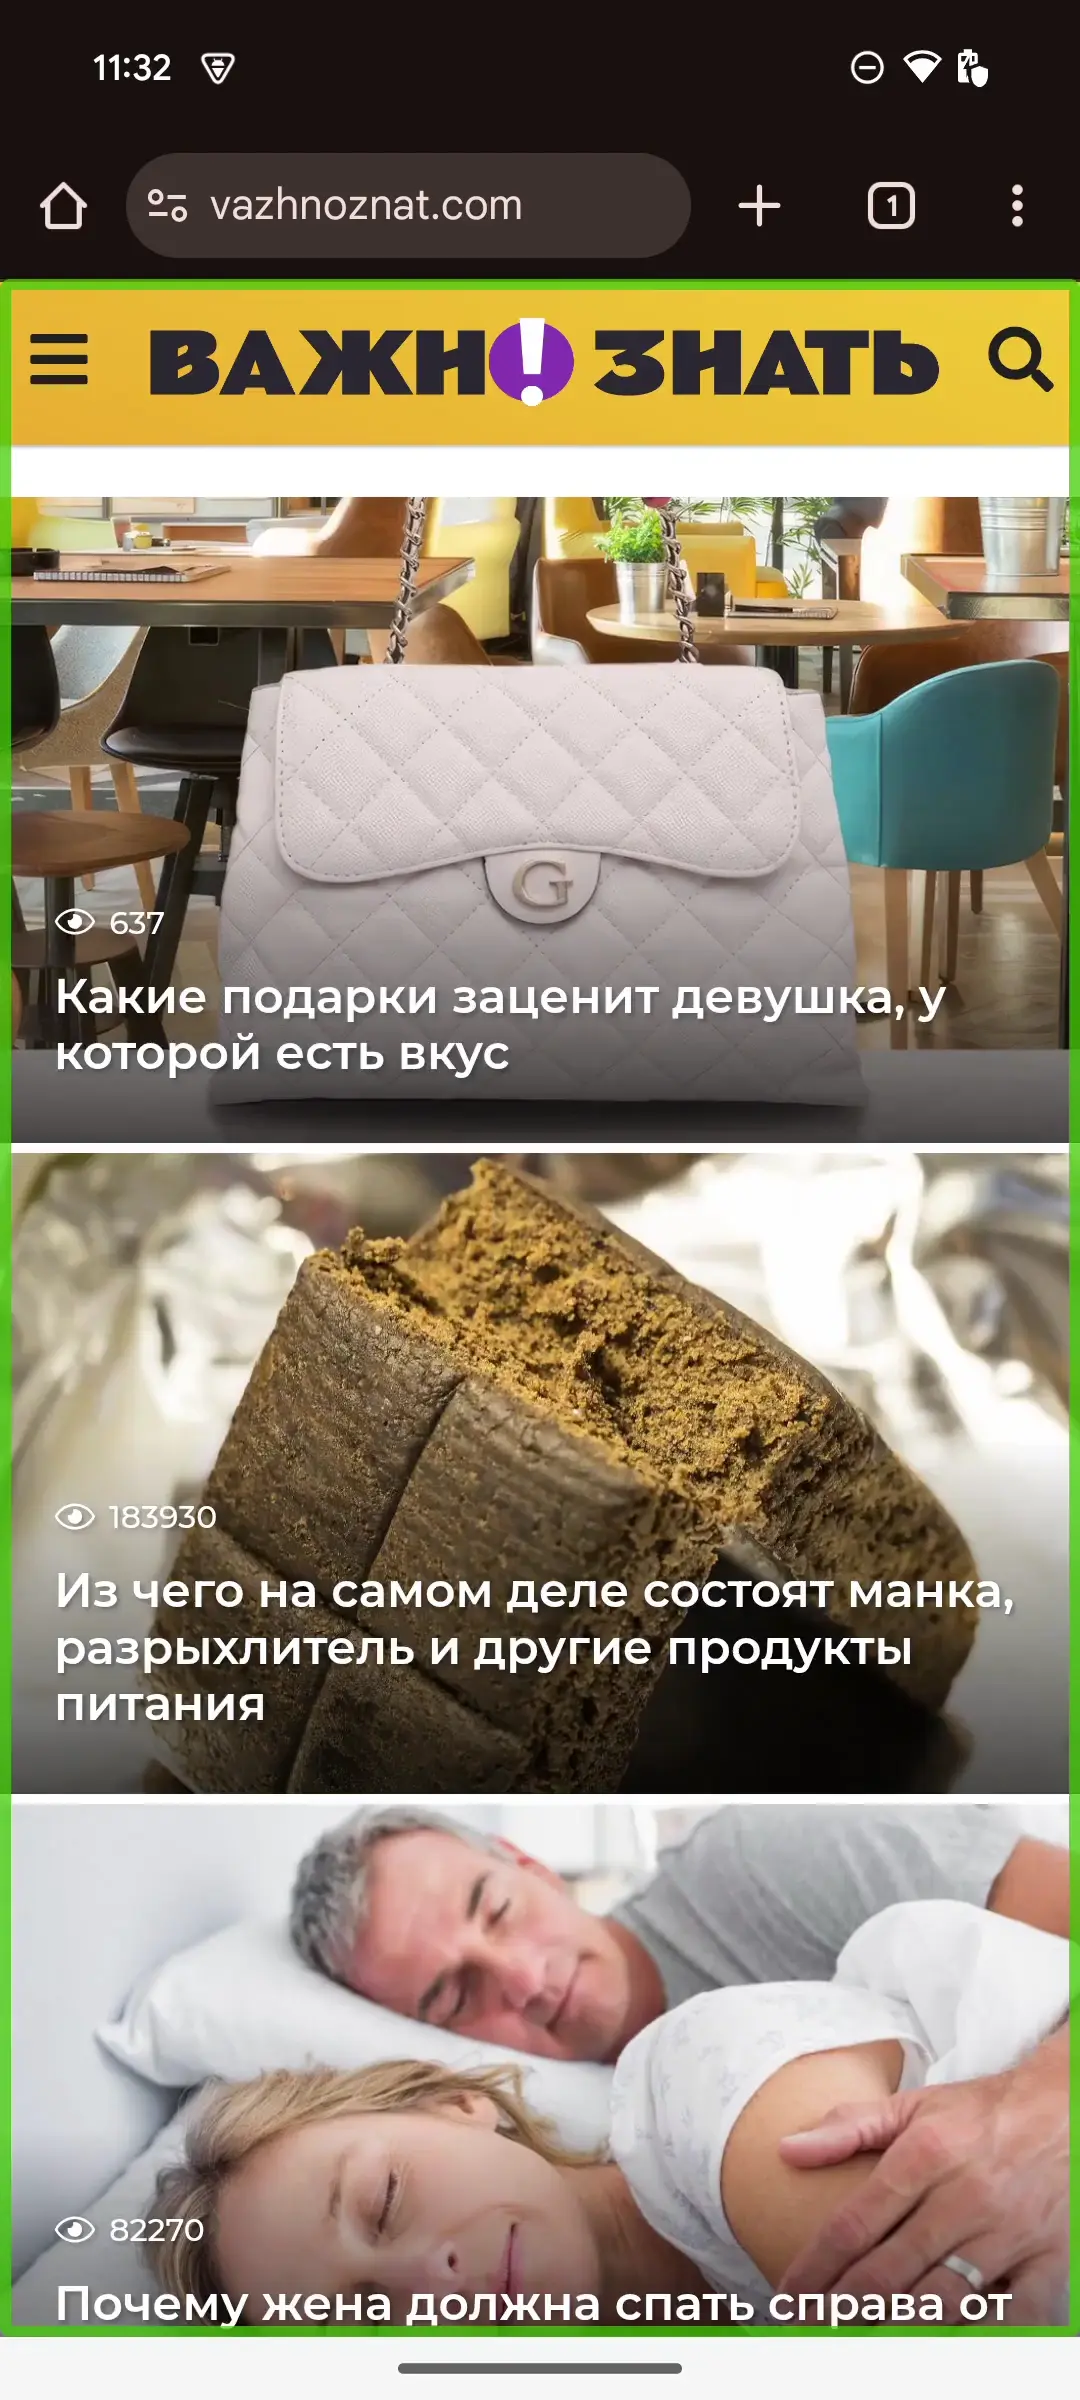 11:32
vazhnoznat.com
1
ВАЖН!ЗНАТЬ
G
637
Какие подарки заценит девушка, у
которой есть вкус
183930
Из чего на самом деле состоят манка,
разрыхлитель и другие продукты
питания
82270
Почему жена должна спать справа от